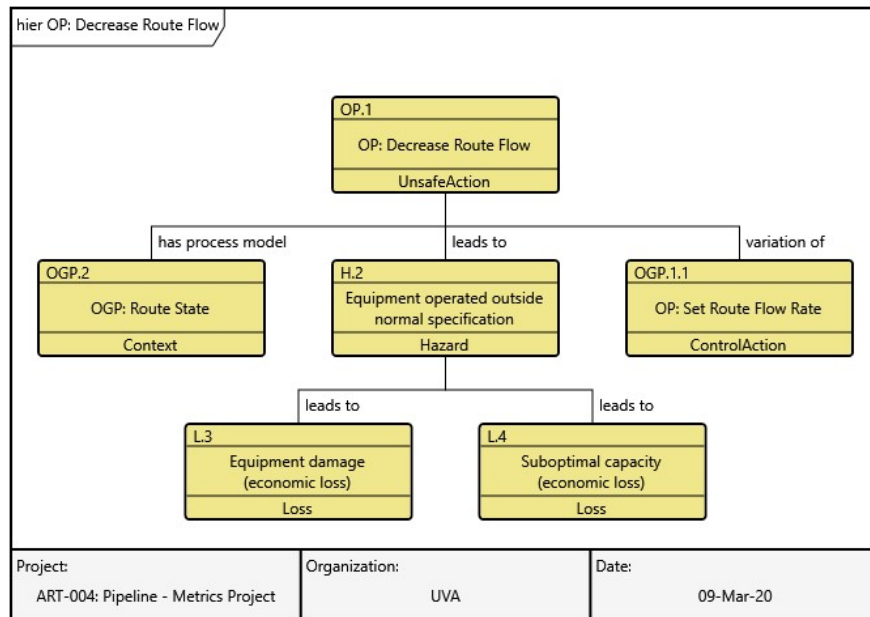 hier OP: Decrease Route Flow
OP.1
OP: Decrease Route Flow
UnsafeAction
has process model
leads to
variation of
OGP.2
OGP: Route State
Context
H.2
Equipment operated outside
normal specification
Hazard
OGP.1.1
OP: Set Route Flow Rate
ControlAction
leads to
leads to
L.3
Equipment damage
(economic loss)
Loss
L.4
Suboptimal capacity
(economic loss)
Loss
Project:
ART-004: Pipeline - Metrics Project
Organization:
UVA
Date:
09-Mar-20